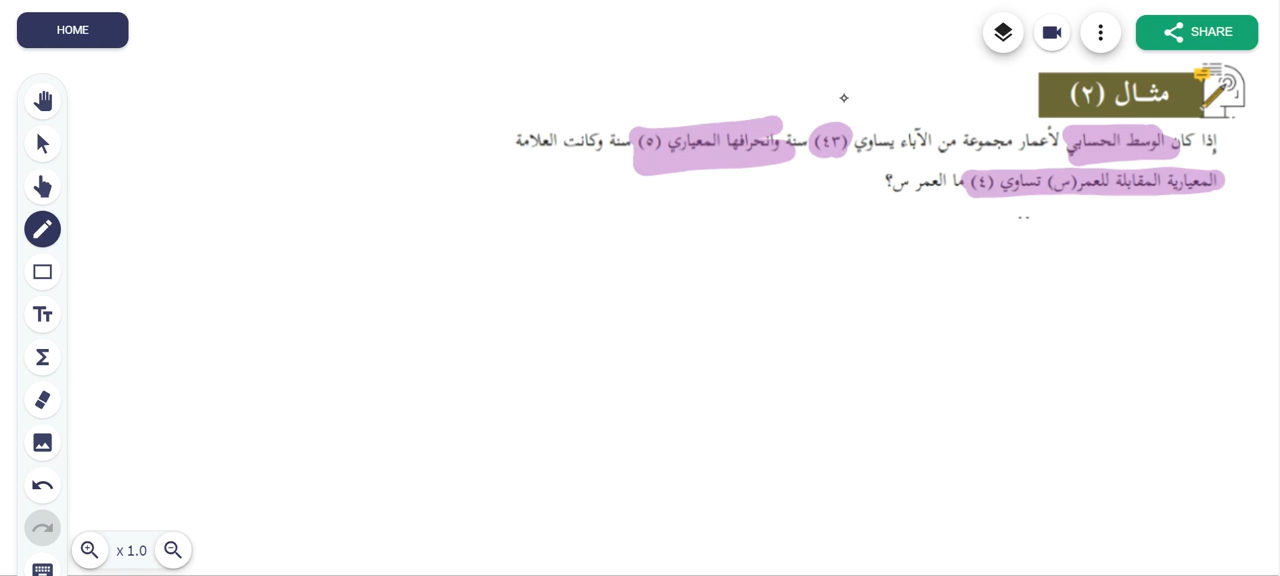 HOME
SHARE
مثـال (٢)
إذا كان الوسط الحسابي لأعمار مجموعة من الآباء يساوي (٤٣) سنة وانحرافها المعياري (٥) سنة وكانت العلامة
المعيارية المقابلة للعمر(س) تساوي (٤) ما العمر س؟
Tт
Σ
x 1.0